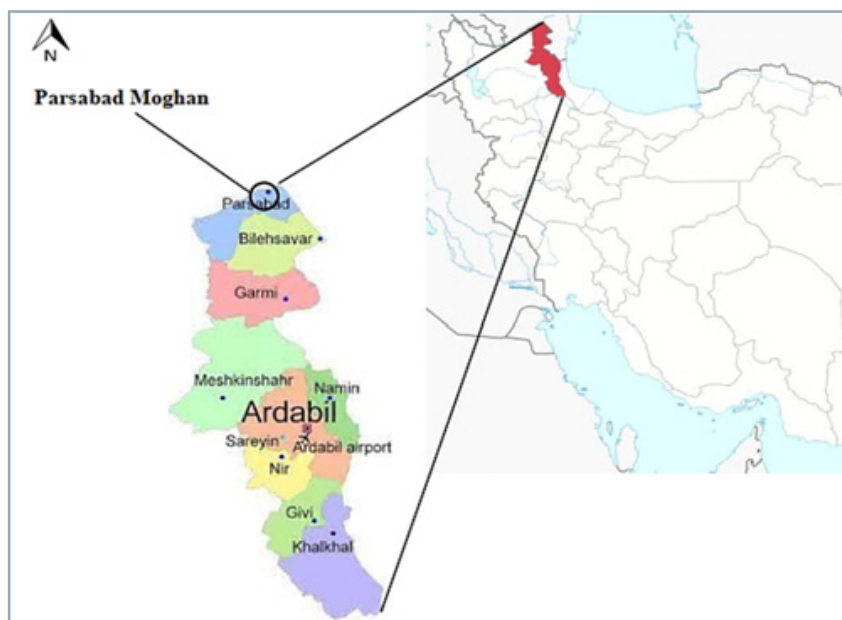 N
Parsabad Moghan
Parsabad
Bilehsavar
Garmi
Meshkinshahr
Namin
Ardabil
Sareyin
Ardabil airport
Nir
Givi
Khalkhal